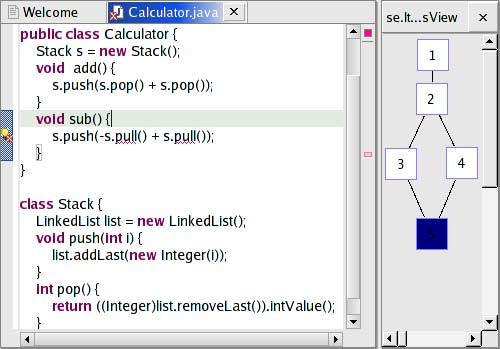 Welcome
Calculator.java
public class Calculator {
Stack s = new Stack();
void add() {
s.push(s.pop() + s.pop());
}
void sub() {
s.push(-s.pull() + s.pull());
}
}
class Stack {
LinkedList list = new LinkedList();
void push(int i) {
list.addLast(new Integer(i));
}
int pop() {
return ((Integer)list.removeLast()).intValue();
}
se.lt...sView
1
2
3 4
5